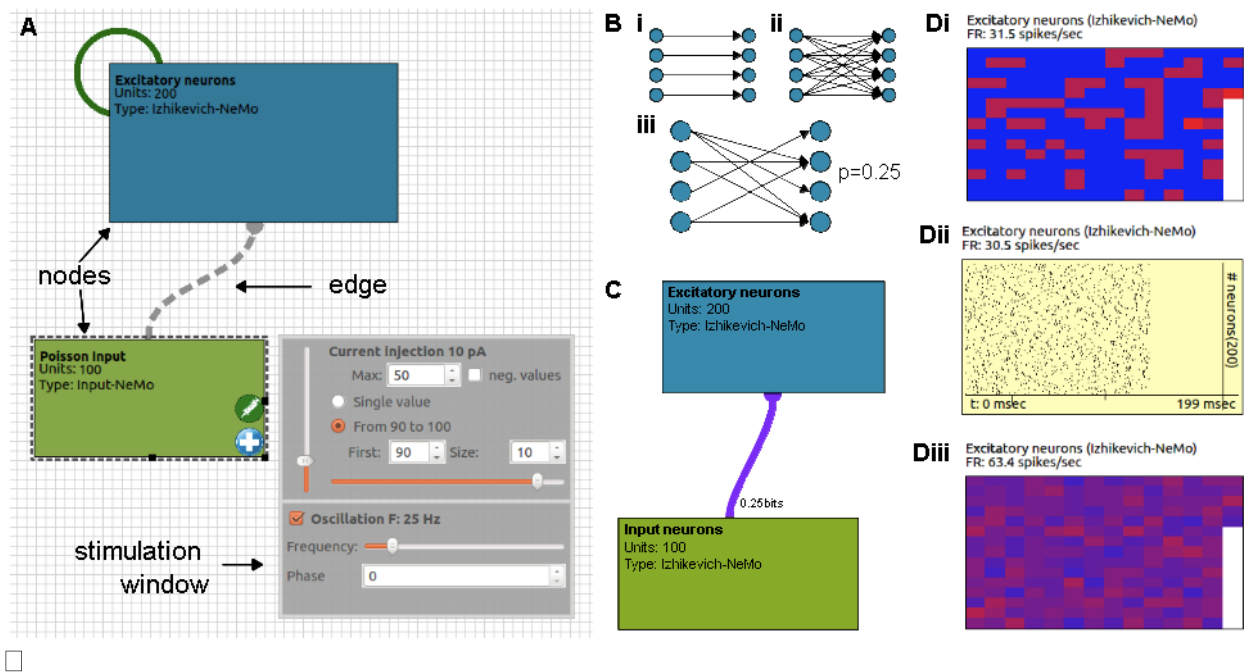 A
Excitatory neurons
Units: 200
Type: Izhikevich-NeMo
nodes
edge
Poisson Input
Units: 100
Type: Input-NeMo
Current injection 10 pA
Max: 50 neg. values
Single value
From 90 to 100
First: 90 Size: 10
Oscillation F: 25 Hz
Frequency:
Phase 0
stimulation
window
B
i
ii
iii
p=0.25
C
Excitatory neurons
Units: 200
Type: Izhikevich-NeMo
0.25bits
Input neurons
Units: 100
Type: Izhikevich-NeMo
Di
Excitatory neurons (Izhikevich-NeMo)
FR: 31.5 spikes/sec
Dii
Excitatory neurons (Izhikevich-NeMo)
FR: 30.5 spikes/sec
# neurons(200)
t: 0 msec 199 msec
Diii
Excitatory neurons (Izhikevich-NeMo)
FR: 63.4 spikes/sec